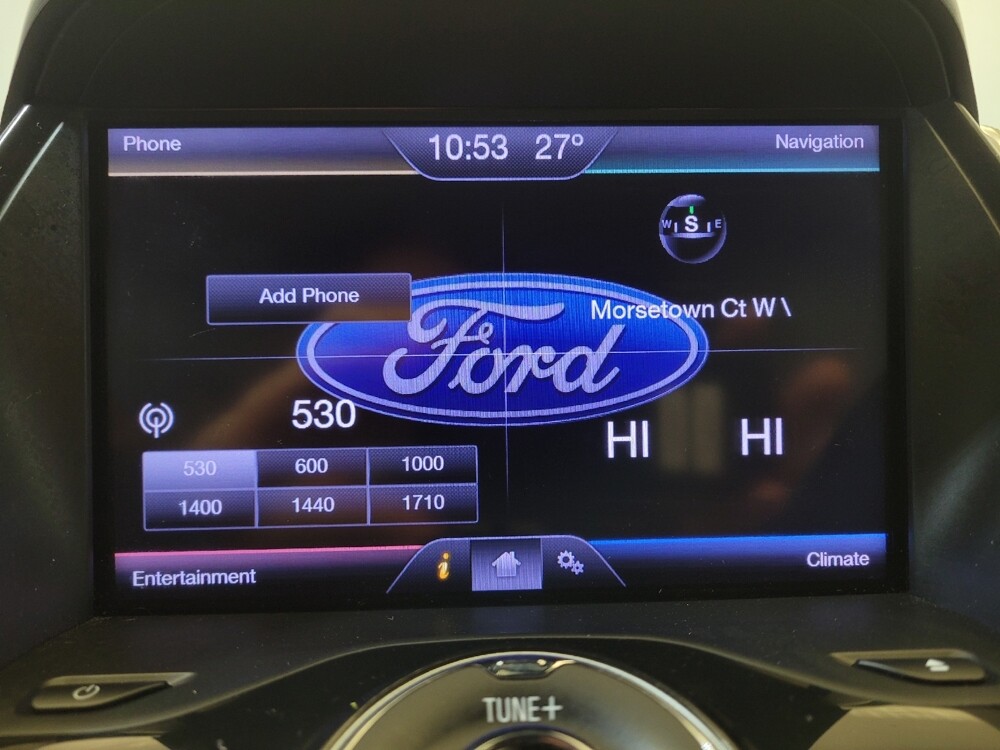 Phone
10:53 27°
Navigation
W S E
Add Phone
Morsetown Ct W \
Ford
530
HI HI
530 600 1000
1400 1440 1710
Entertainment
i
Climate
TUNE+